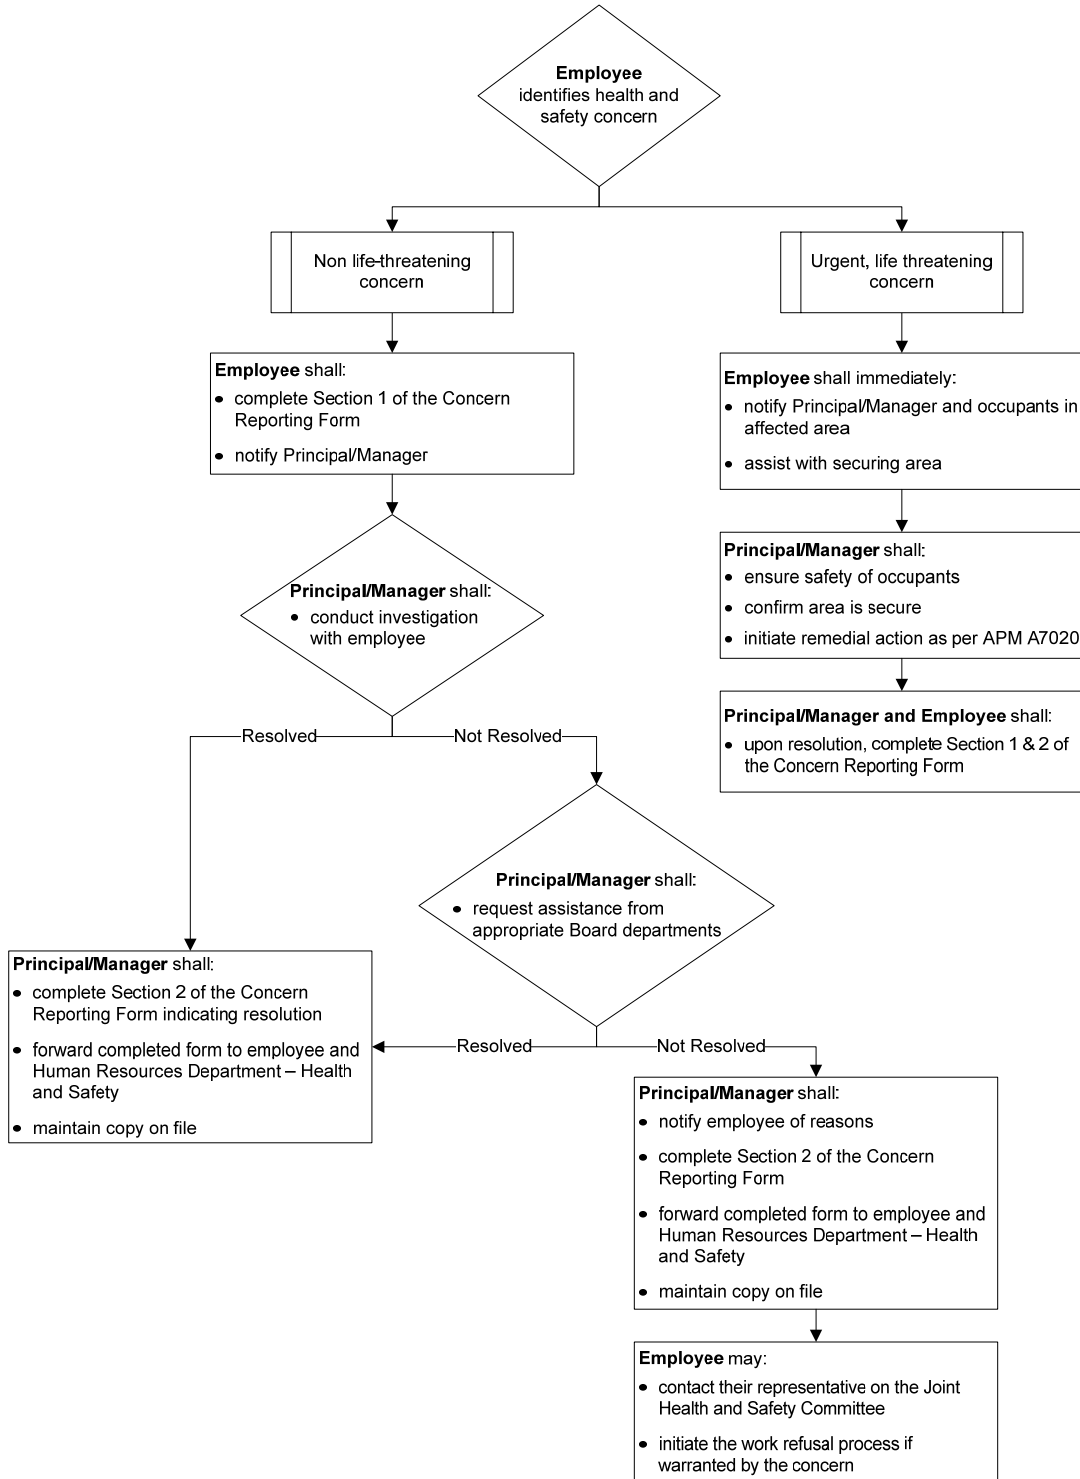 Employee
identifies health and
safety concern
Non life-threatening
concern
Urgent, life threatening
concern
Employee shall:
• complete Section 1 of the Concern
Reporting Form
• notify Principal/Manager
Employee shall immediately:
• notify Principal/Manager and occupants in
affected area
• assist with securing area
Principal/Manager shall:
• conduct investigation
with employee
Principal/Manager shall:
• ensure safety of occupants
• confirm area is secure
• initiate remedial action as per APM A7020
Principal/Manager and Employee shall:
• upon resolution, complete Section 1 & 2 of
the Concern Reporting Form
Resolved
Not Resolved
Principal/Manager shall:
• request assistance from
appropriate Board departments
Principal/Manager shall:
• complete Section 2 of the Concern
Reporting Form indicating resolution
• forward completed form to employee and
Human Resources Department – Health
and Safety
• maintain copy on file
Resolved
Not Resolved
Principal/Manager shall:
• notify employee of reasons
• complete Section 2 of the Concern
Reporting Form
• forward completed form to employee and
Human Resources Department – Health
and Safety
• maintain copy on file
Employee may:
• contact their representative on the Joint
Health and Safety Committee
• initiate the work refusal process if
warranted by the concern